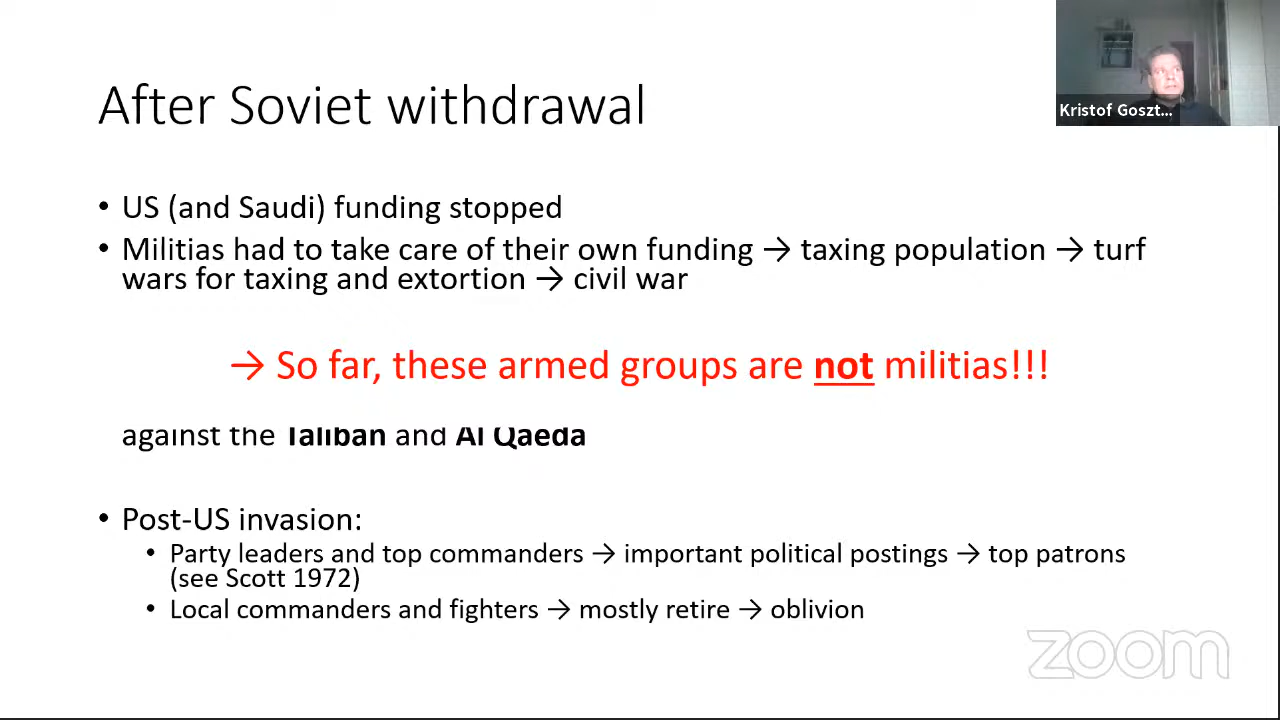 After Soviet withdrawal
Kristof Goszt...
• US (and Saudi) funding stopped
• Militias had to take care of their own funding → taxing population → turf
wars for taxing and extortion → civil war
→ So far, these armed groups are not militias!!!
against the Taliban and Al Qaeda
• Post-US invasion:
• Party leaders and top commanders → important political postings → top patrons
(see Scott 1972)
• Local commanders and fighters → mostly retire → oblivion
zoom